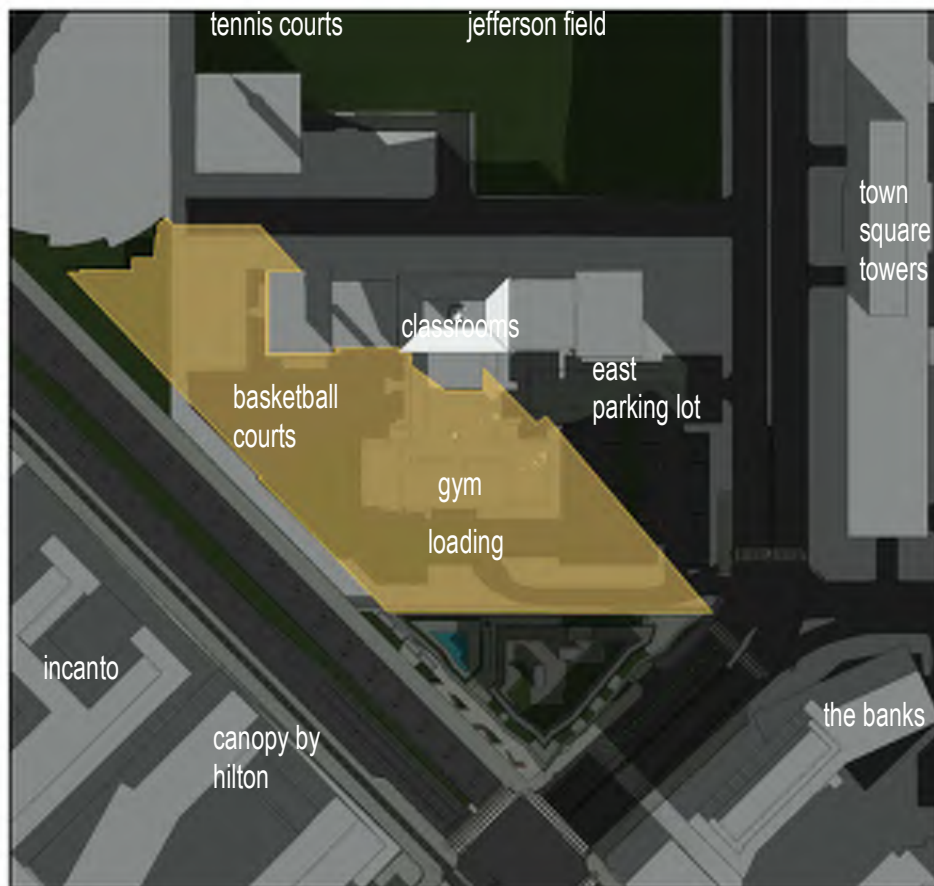 tennis courts
jefferson field
town
square
towers
classrooms
east
parking lot
basketball
courts
gym
loading
incanto
the banks
canopy by
hilton